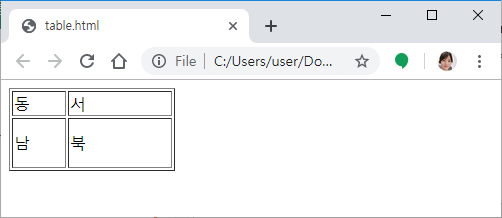 table.html
File C:/Users/user/Do...
동 서
남 북